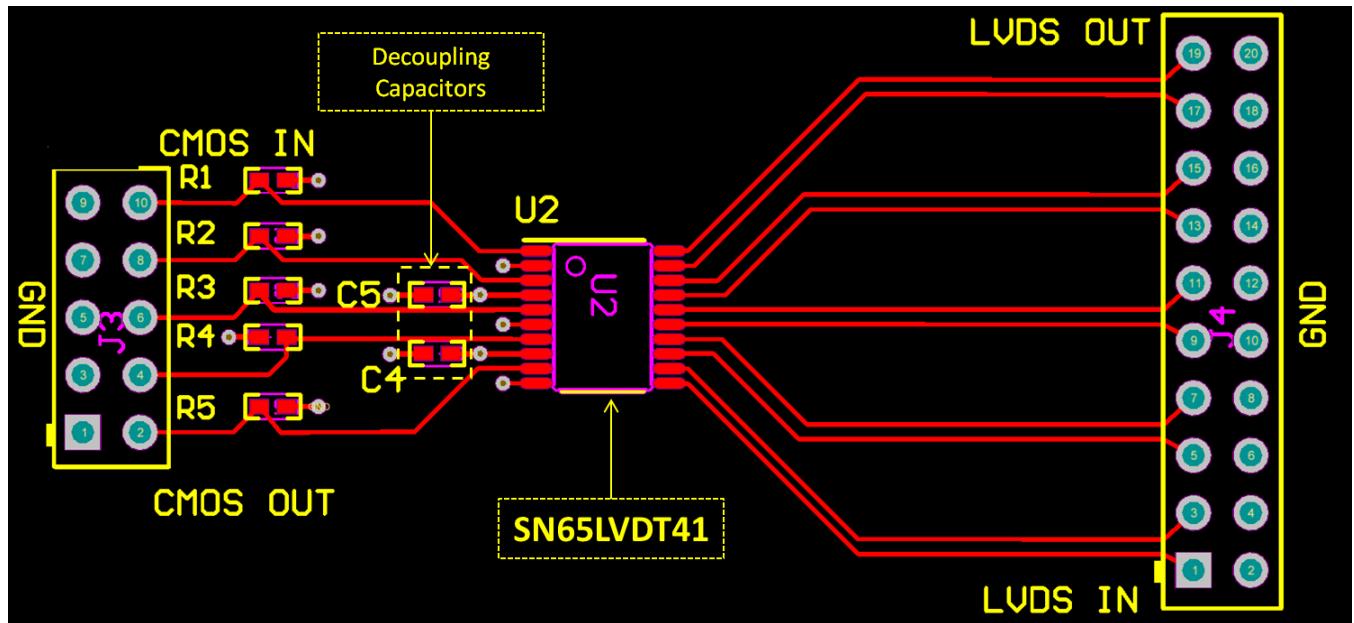 LVDS OUT
Decoupling
Capacitors
19 20
17 18
CMOS IN
R1
15 16
9 10
U2
13 14
R2
7 8
U2
R3
C5
11 12
GND
5 6
J3
J4
GND
R4
9 10
3 4
C4
7 8
R5
1 2
5 6
CMOS OUT
3 4
SN65LVDT41
1 2
LVDS IN